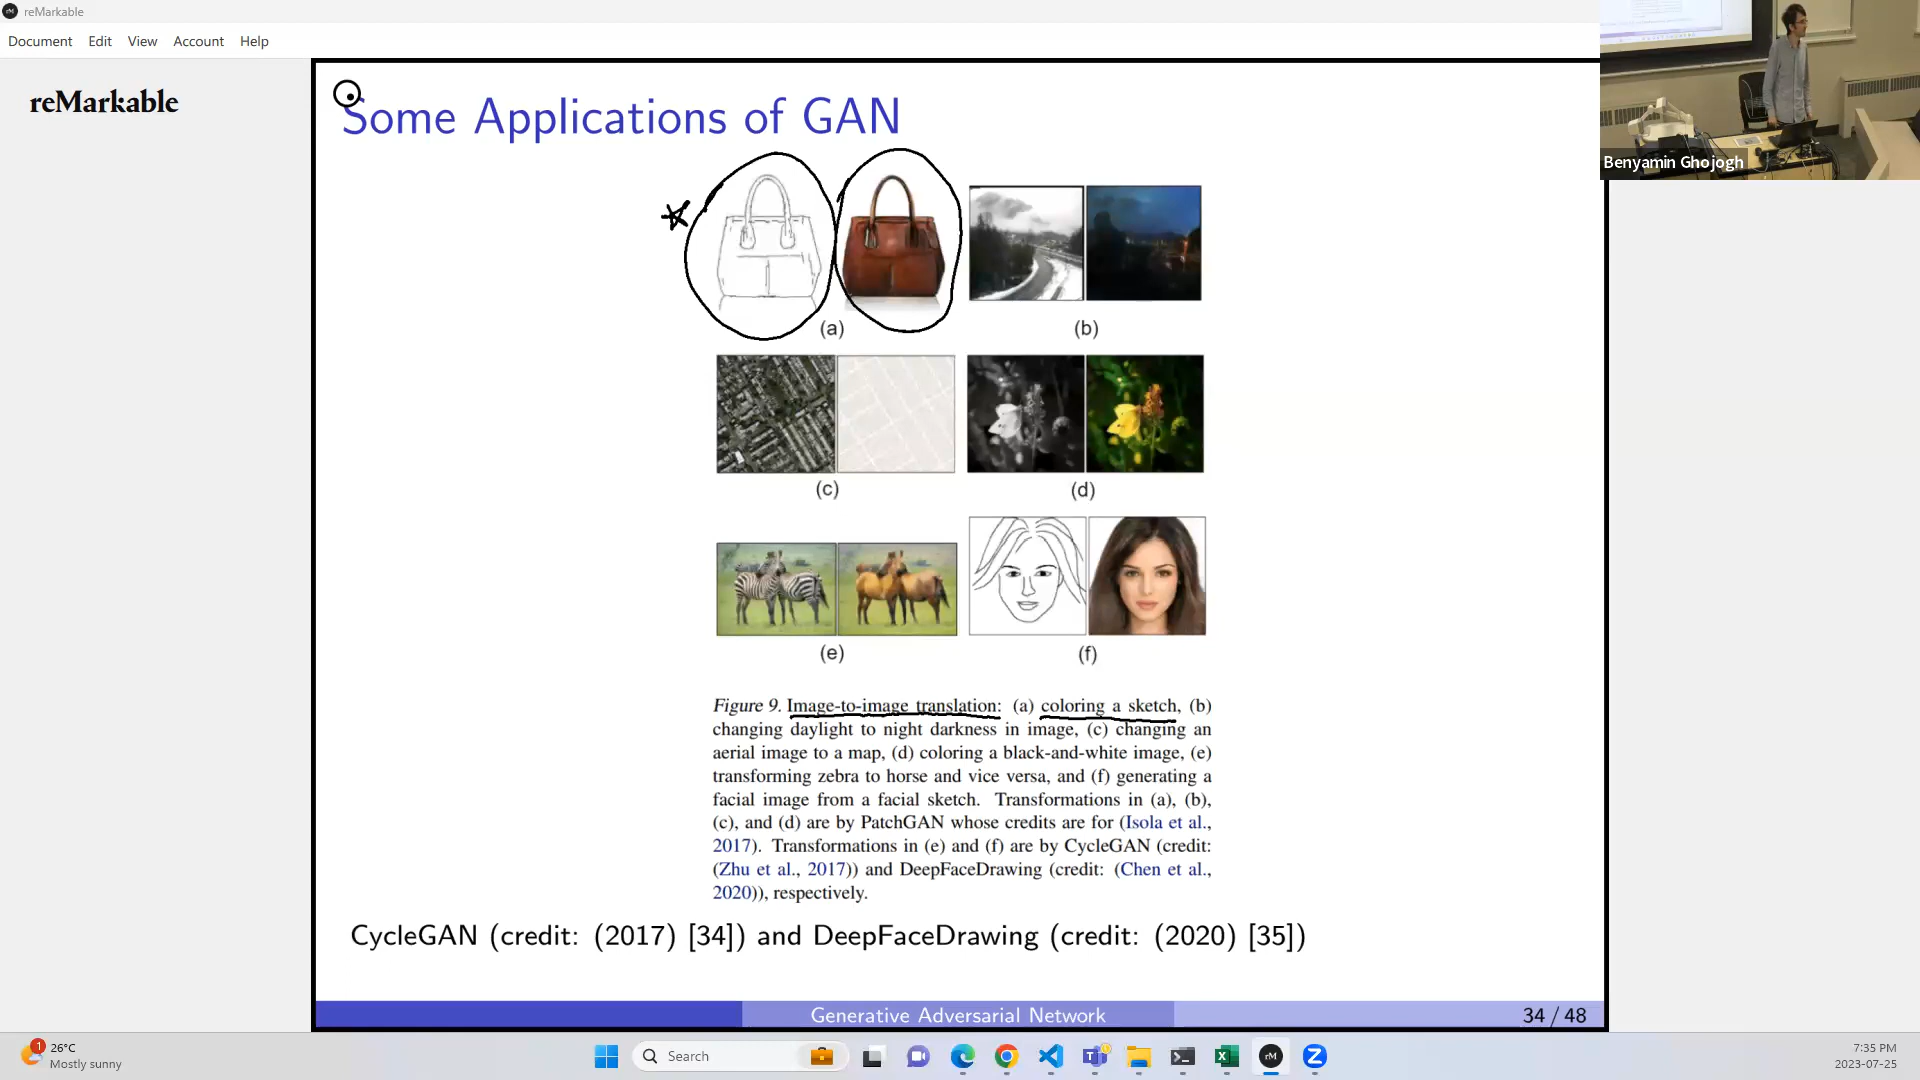 reMarkable
Document Edit View Account Help
reMarkable
Some Applications of GAN
Benyamin Ghojogh
(a)
(b)
(c)
(d)
(e)
(f)
Figure 9. Image-to-image translation: (a) coloring a sketch, (b)
changing daylight to night darkness in image, (c) changing an
aerial image to a map, (d) coloring a black-and-white image, (e)
transforming zebra to horse and vice versa, and (f) generating a
facial image from a facial sketch. Transformations in (a), (b),
(c), and (d) are by PatchGAN whose credits are for (Isola et al.,
2017). Transformations in (e) and (f) are by CycleGAN (credit:
(Zhu et al., 2017)) and DeepFaceDrawing (credit: (Chen et al.,
2020)), respectively.
CycleGAN (credit: (2017) [34]) and DeepFaceDrawing (credit: (2020) [35])
Generative Adversarial Network
34 / 48
1
26°C
Mostly sunny
Search
7:35 PM
2023-07-25